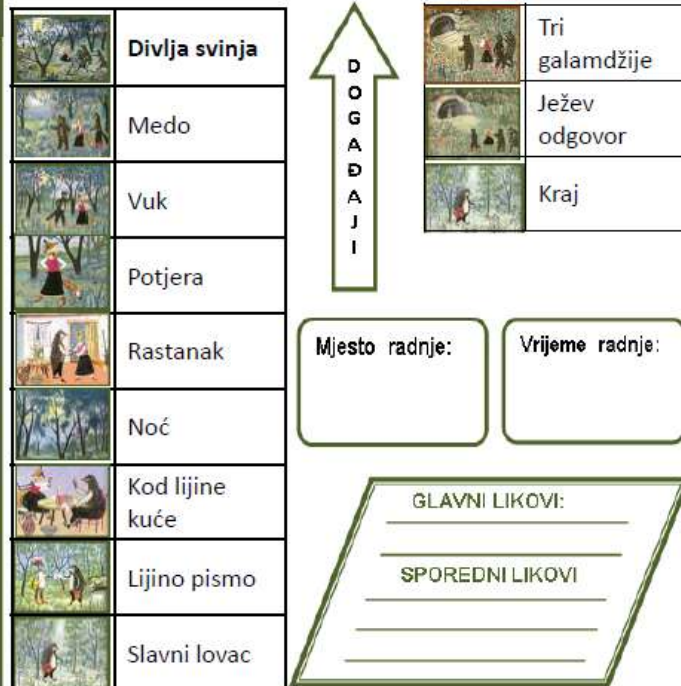 Divlja svinja
Medo
Vuk
Potjera
Rastanak
Noć
Kod lijine
kuće
Lijino pismo
Slavni lovac
DOGAĐAJI
Tri
galamdžije
Ježev
odgovor
Kraj
Mjesto radnje:
Vrijeme radnje:
GLAVNI LIKOVI:
SPOREDNI LIKOVI